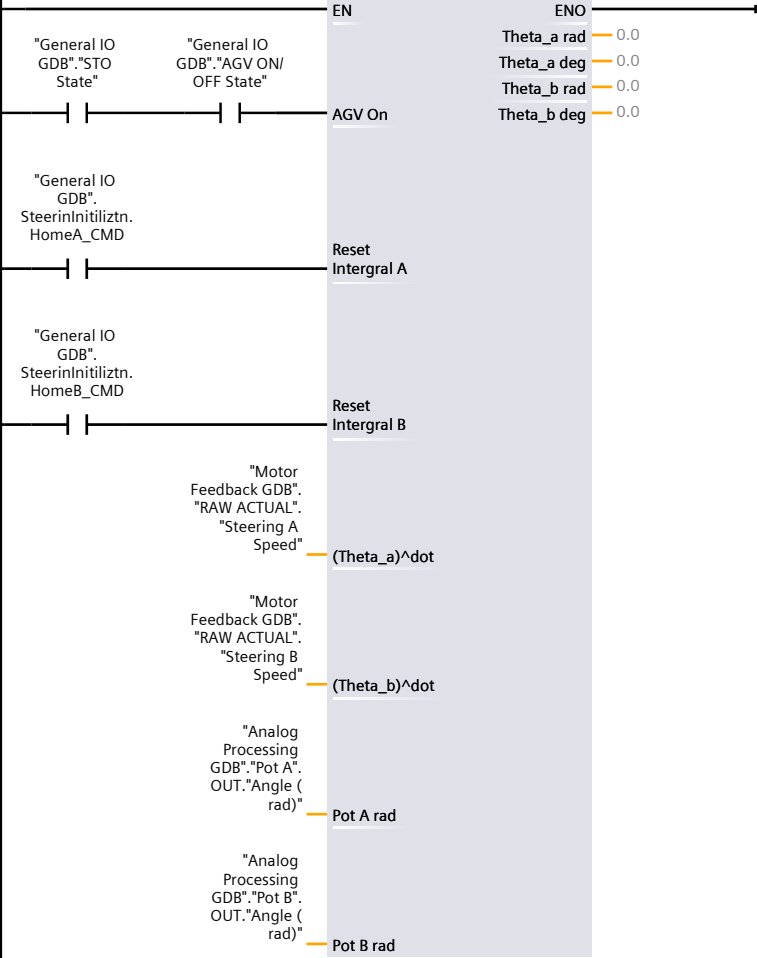 EN
ENO
Theta_a rad
0.0
Theta_a deg
0.0
Theta_b rad
0.0
Theta_b deg
0.0
"General IO
GDB"."STO
State"
"General IO
GDB"."AGV ON/
OFF State"
AGV On
"General IO
GDB".
SteerinInitiliztn.
HomeA_CMD
Reset
Intergral A
"General IO
GDB".
SteerinInitiliztn.
HomeB_CMD
Reset
Intergral B
"Motor
Feedback GDB".
"RAW ACTUAL".
"Steering A
Speed"
(Theta_a)^dot
"Motor
Feedback GDB".
"RAW ACTUAL".
"Steering B
Speed"
(Theta_b)^dot
"Analog
Processing
GDB"."Pot A".
OUT."Angle (
rad)"
Pot A rad
"Analog
Processing
GDB"."Pot B".
OUT."Angle (
rad)"
Pot B rad